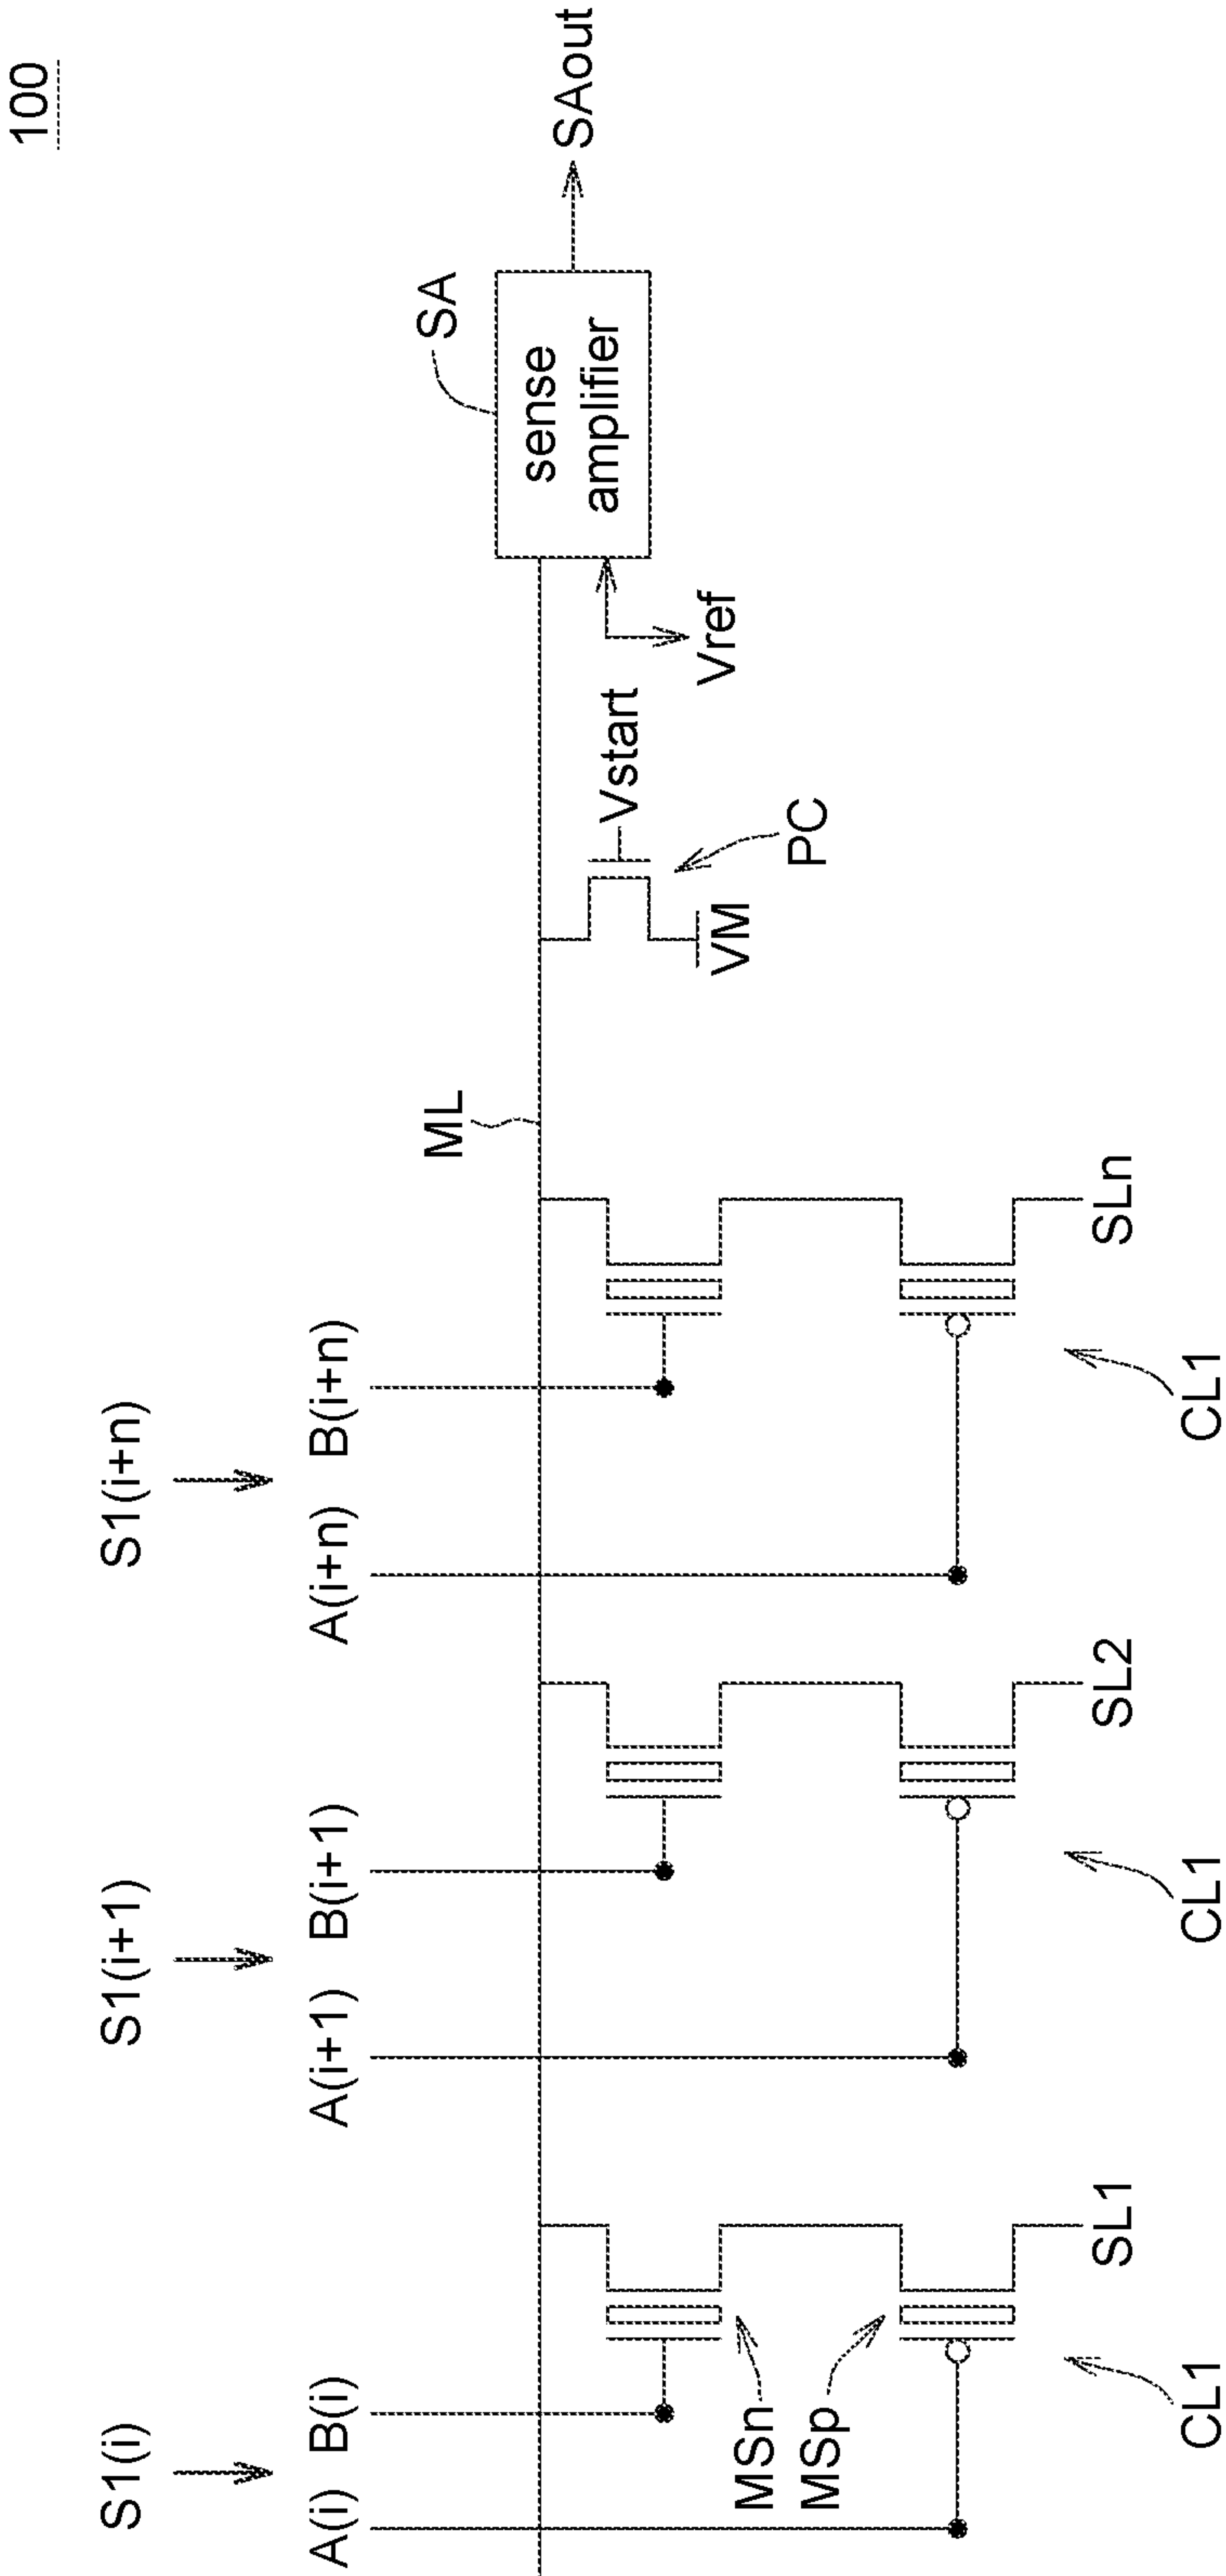 100
S1(i)
S1(i+1)
S1(i+n)
A(i) B(i)
A(i+1) B(i+1)
A(i+n) B(i+n)
ML
SA
sense
amplifier
SAout
Vstart
Vref
VM
PC
MSn
MSp
SL1
SL2
SLn
CL1
CL1
CL1